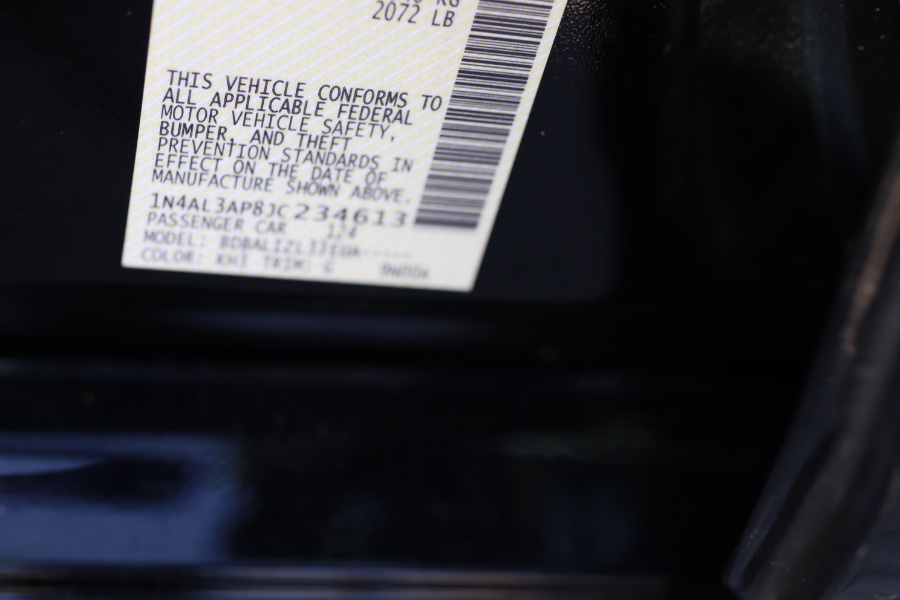 KG
2072 LB
THIS VEHICLE CONFORMS TO
ALL APPLICABLE FEDERAL
MOTOR VEHICLE SAFETY,
BUMPER, AND THEFT
PREVENTION STANDARDS IN
EFFECT ON THE DATE OF
MANUFACTURE SHOWN ABOVE.
1N4AL3AP8JC234613
PASSENGER CAR 124
MODEL:
COLOR: KH3 TRIM: G